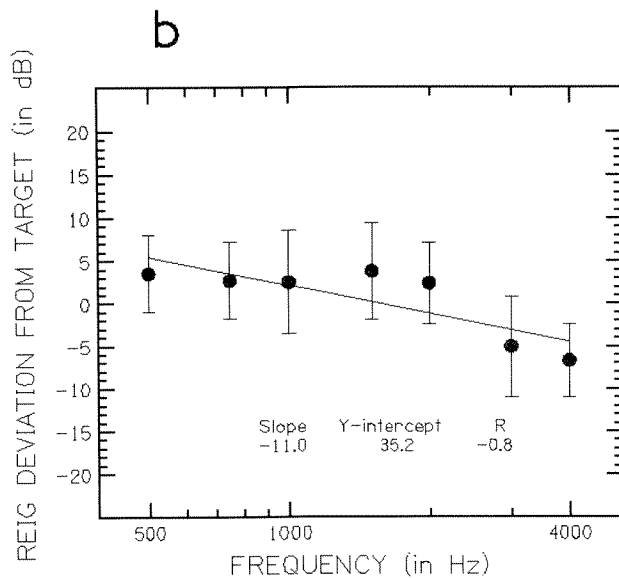 b
REIG DEVIATION FROM TARGET (in dB)
20
15
10
5
0
-5
-10
-15
-20
Slope Y-intercept R
-11.0 35.2 -0.8
500 1000 4000
FREQUENCY (in Hz)